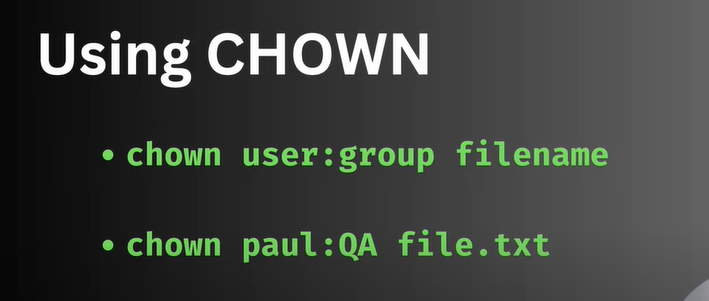 Using CHOWN
• chown user:group filename
• chown paul:QA file.txt